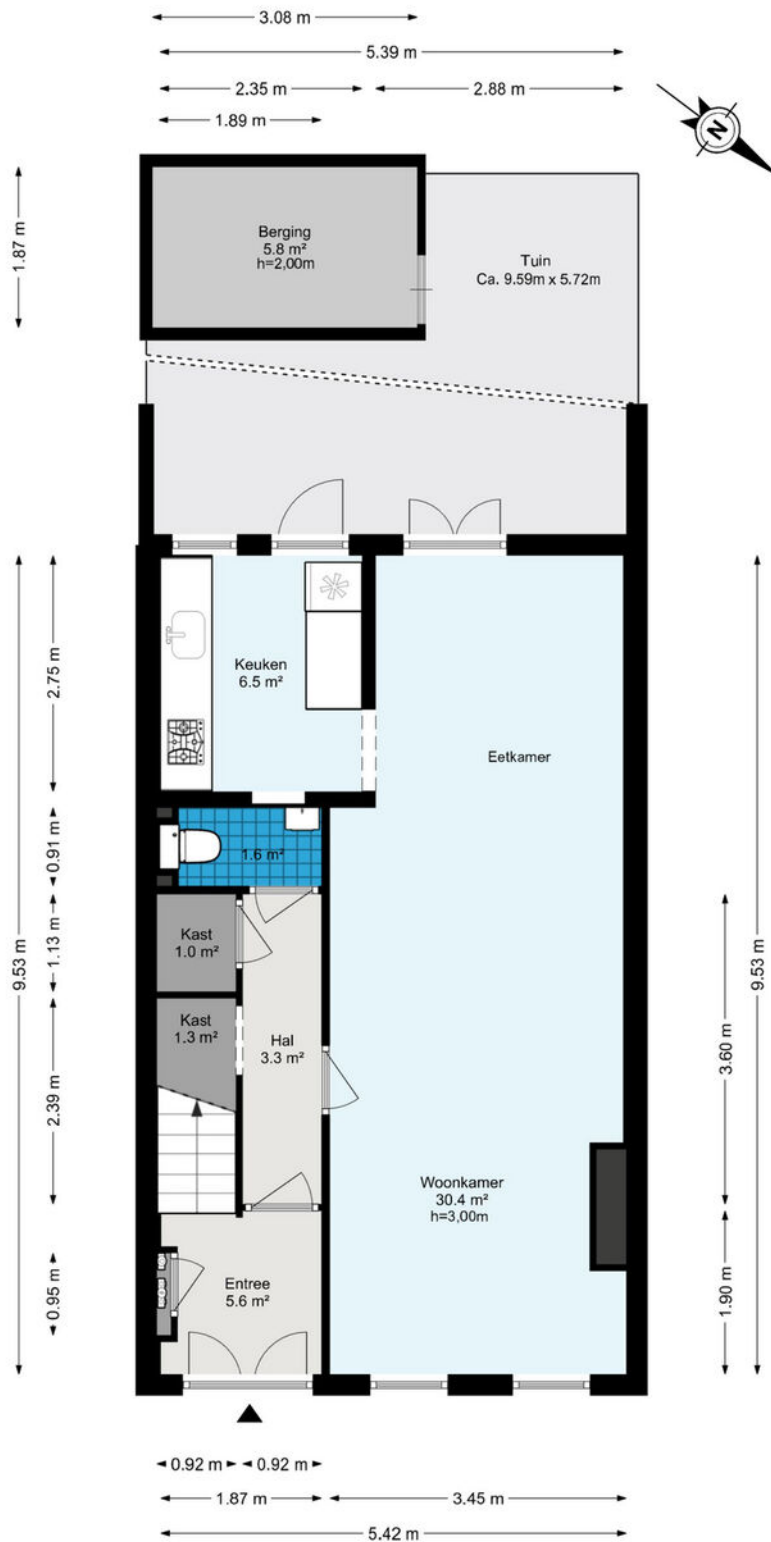 3.08 m
5.39 m
2.35 m
2.88 m
1.89 m
N
1.87 m
Berging
5.8 m²
h=2,00m
Tuin
Ca. 9.59m x 5.72m
9.53 m
2.75 m
0.91 m
1.13 m
2.39 m
0.95 m
Keuken
6.5 m²
Eetkamer
1.6 m²
Kast
1.0 m²
Kast
1.3 m²
Hal
3.3 m²
Woonkamer
30.4 m²
h=3,00m
Entree
5.6 m²
3.60 m
1.90 m
9.53 m
0.92 m
0.92 m
1.87 m
3.45 m
5.42 m